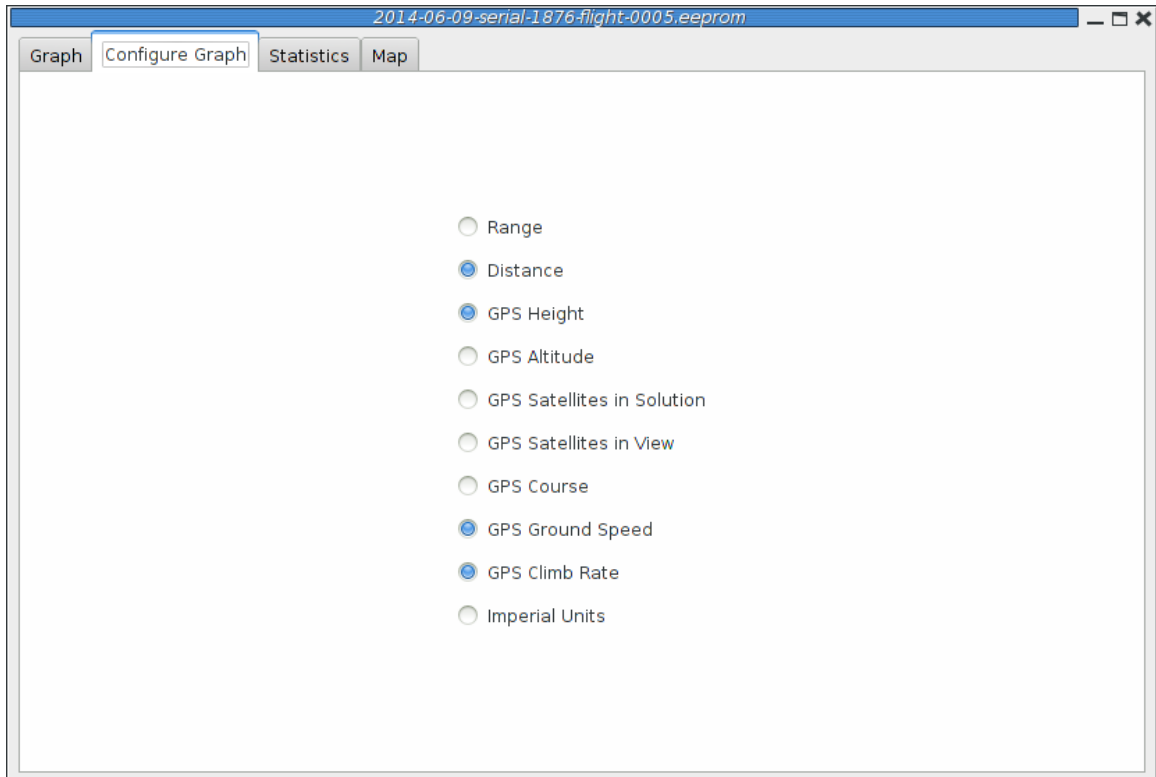 2014-06-09-serial-1876-flight-0005.eeprom
Graph Configure Graph Statistics Map
Range
Distance
GPS Height
GPS Altitude
GPS Satellites in Solution
GPS Satellites in View
GPS Course
GPS Ground Speed
GPS Climb Rate
Imperial Units